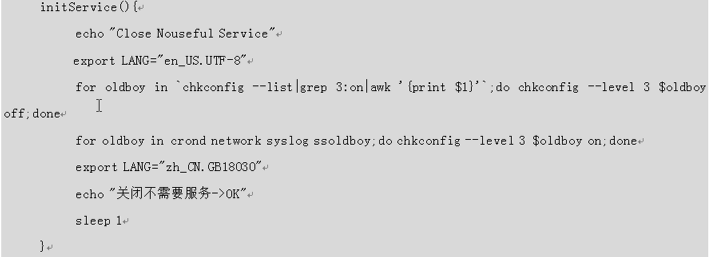 initService(){
echo "Close Nouseful Service"
export LANG="en_US.UTF-8"
for oldboy in `chkconfig --list|grep 3:on|awk '{print $1}'`;do chkconfig --level 3 $oldboy
off;done
for oldboy in crond network syslog ssoldboy;do chkconfig --level 3 $oldboy on;done
export LANG="zh_CN.GB18030"
echo "关闭不需要服务->OK"
sleep 1
}